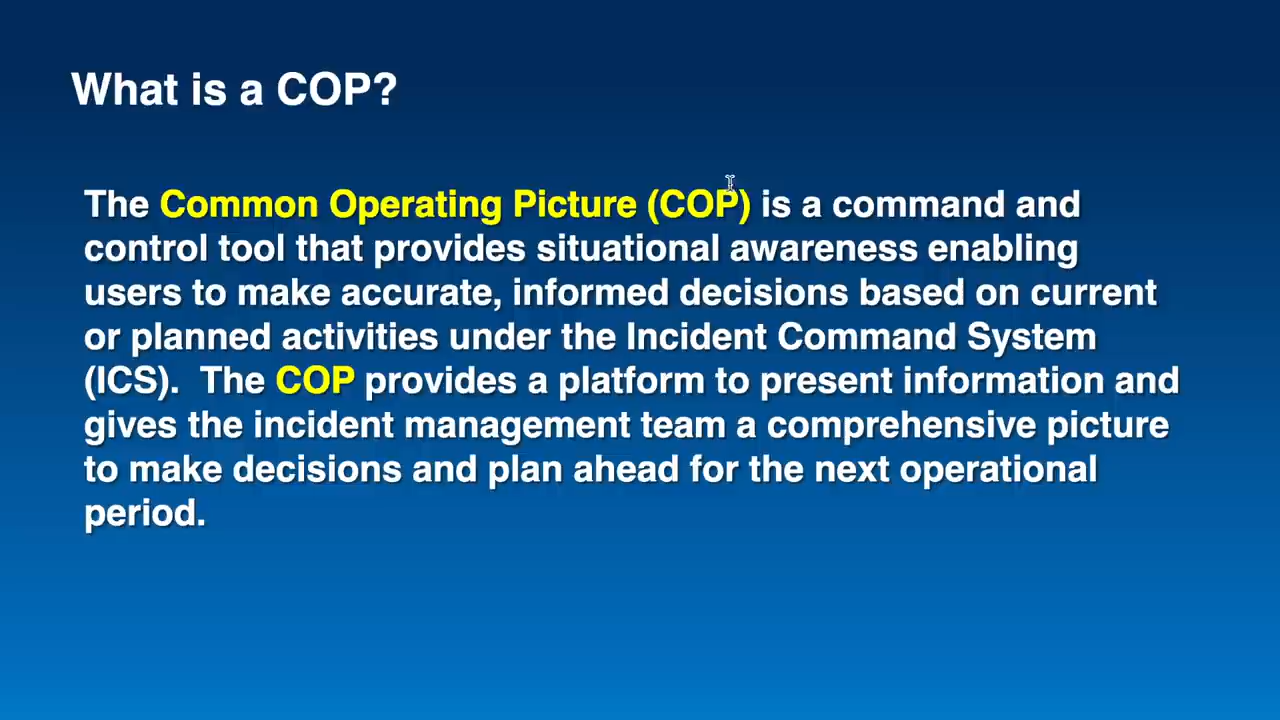 What is a COP?
The Common Operating Picture (COP) is a command and
control tool that provides situational awareness enabling
users to make accurate, informed decisions based on current
or planned activities under the Incident Command System
(ICS).  The COP provides a platform to present information and
gives the incident management team a comprehensive picture
to make decisions and plan ahead for the next operational
period.